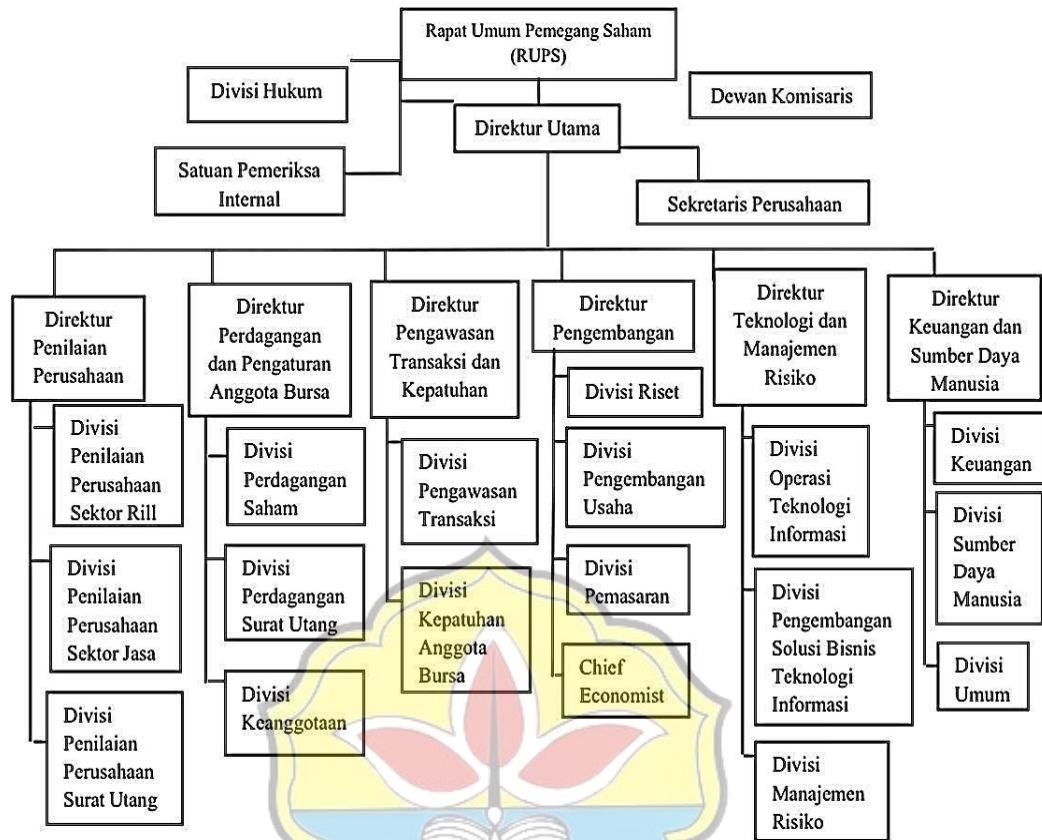 Rapat Umum Pemegang Saham
(RUPS)
Divisi Hukum
Dewan Komisaris
Direktur Utama
Satuan Pemeriksa
Internal
Sekretaris Perusahaan
Direktur
Penilaian
Perusahaan
Divisi
Penilaian
Perusahaan
Sektor Rill
Divisi
Penilaian
Perusahaan
Sektor Jasa
Divisi
Penilaian
Perusahaan
Surat Utang
Direktur
Perdagangan
dan Pengaturan
Anggota Bursa
Divisi
Perdagangan
Saham
Divisi
Perdagangan
Surat Utang
Divisi
Keanggotaan
Direktur
Pengawasan
Transaksi dan
Kepatuhan
Divisi
Pengawasan
Transaksi
Divisi
Kepatuhan
Anggota
Bursa
Direktur
Pengembangan
Divisi Riset
Divisi
Pengembangan
Usaha
Divisi
Pemasaran
Chief
Economist
Direktur
Teknologi dan
Manajemen
Risiko
Divisi
Operasi
Teknologi
Informasi
Divisi
Pengembangan
Solusi Bisnis
Teknologi
Informasi
Divisi
Manajemen
Risiko
Direktur
Keuangan dan
Sumber Daya
Manusia
Divisi
Keuangan
Divisi
Sumber
Daya
Manusia
Divisi
Umum